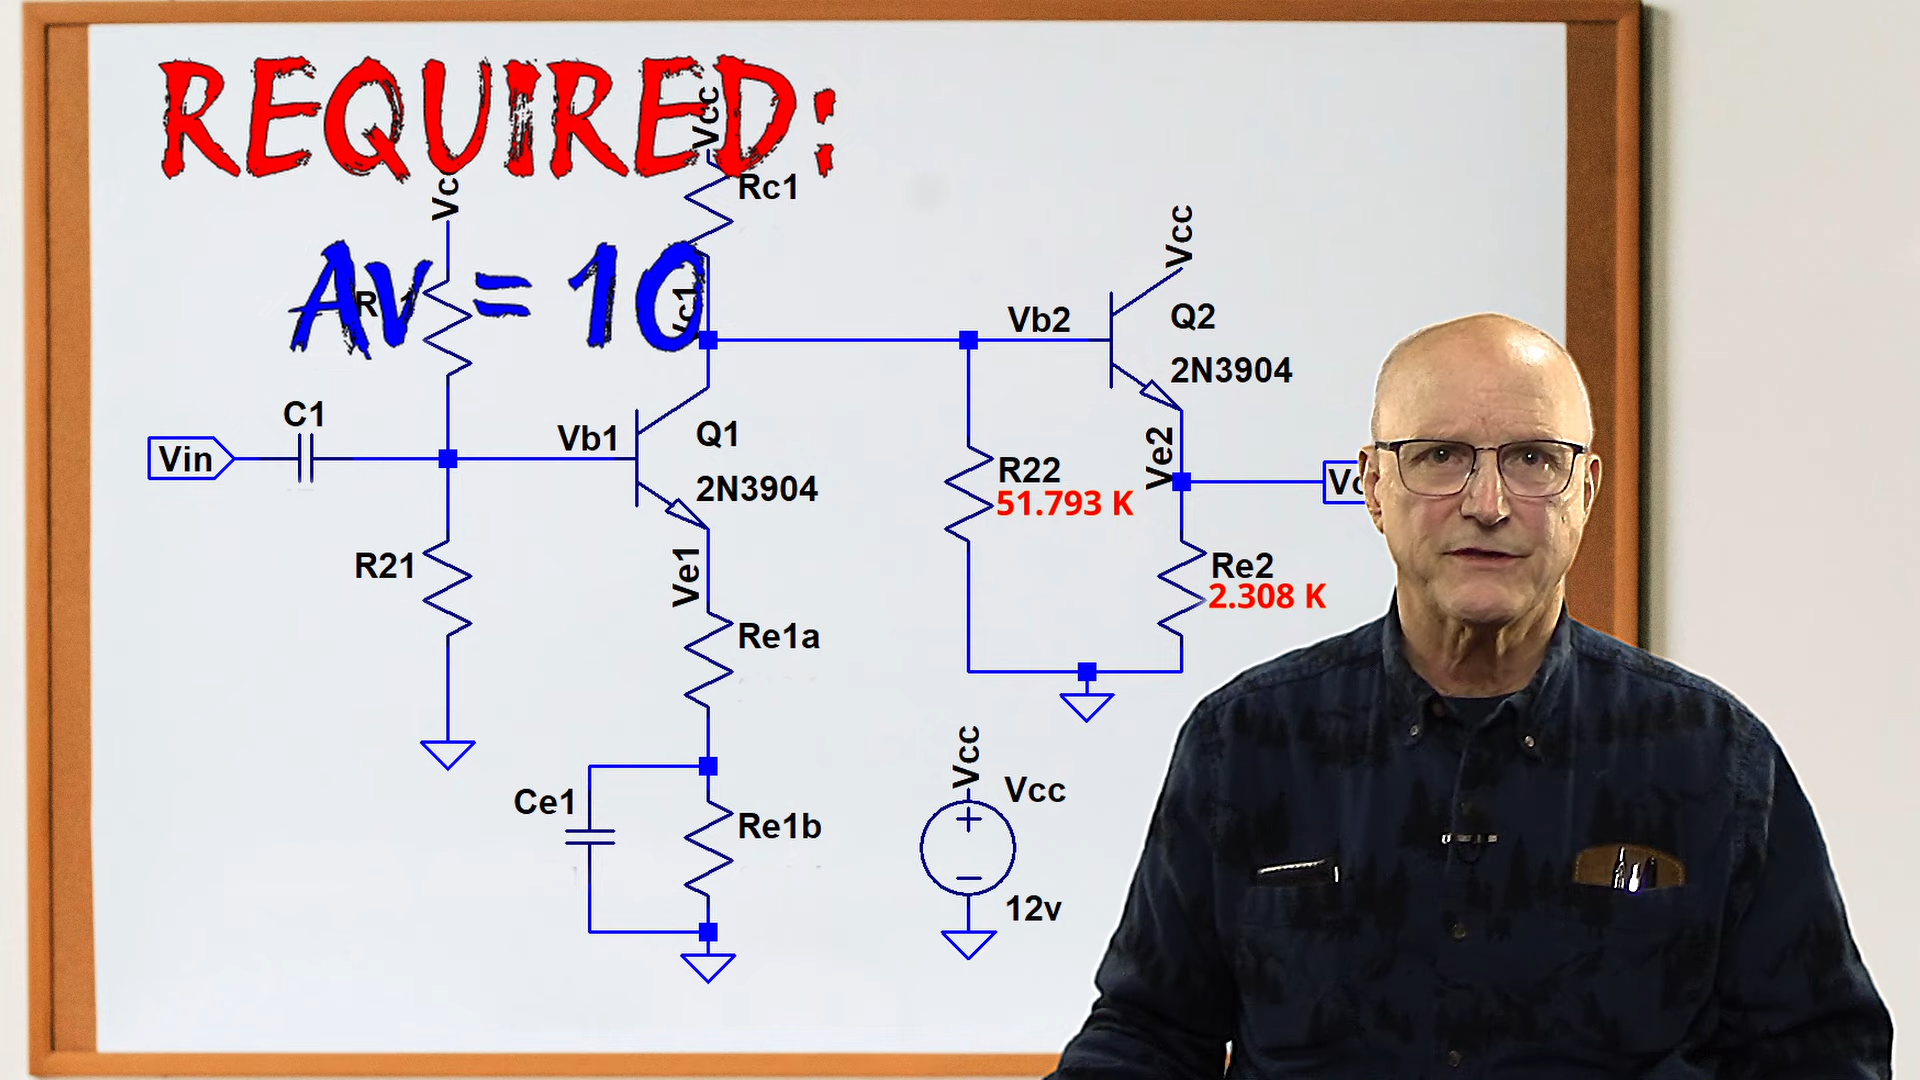 REQUIRED:
Vcc
Rc1
Vcc
Av = 10
Vb2
Q2
2N3904
C1
Vin
Vb1
Q1
2N3904
Ve2
R22
51.793 K
R21
Ve1
Re2
2.308 K
Re1a
Vcc
Vcc
Ce1
Re1b
12v